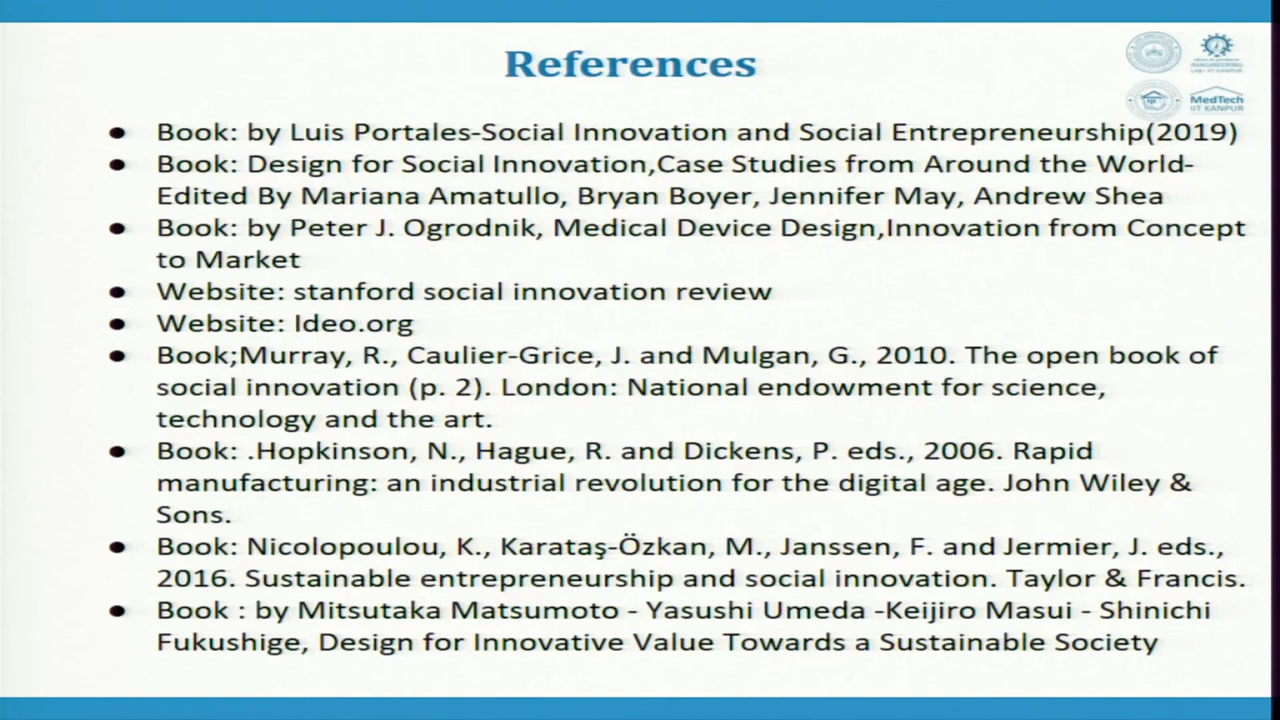 References
MedTech
IIT KANPUR
● Book: by Luis Portales-Social Innovation and Social Entrepreneurship(2019)
● Book: Design for Social Innovation,Case Studies from Around the World-
Edited By Mariana Amatullo, Bryan Boyer, Jennifer May, Andrew Shea
● Book: by Peter J. Ogrodnik, Medical Device Design,Innovation from Concept
to Market
● Website: stanford social innovation review
● Website: Ideo.org
● Book;Murray, R., Caulier-Grice, J. and Mulgan, G., 2010. The open book of
social innovation (p. 2). London: National endowment for science,
technology and the art.
● Book: .Hopkinson, N., Hague, R. and Dickens, P. eds., 2006. Rapid
manufacturing: an industrial revolution for the digital age. John Wiley &
Sons.
● Book: Nicolopoulou, K., Karataş-Özkan, M., Janssen, F. and Jermier, J. eds.,
2016. Sustainable entrepreneurship and social innovation. Taylor & Francis.
● Book : by Mitsutaka Matsumoto - Yasushi Umeda -Keijiro Masui - Shinichi
Fukushige, Design for Innovative Value Towards a Sustainable Society